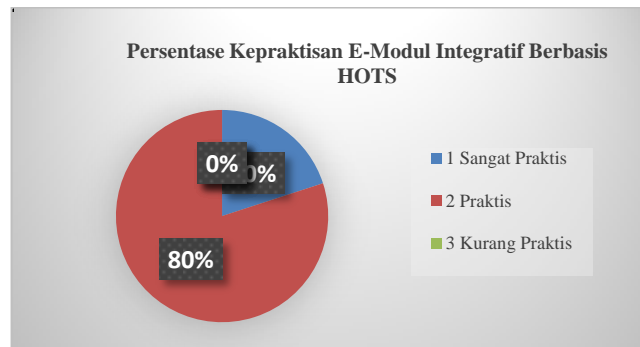 Persentase Kepraktisan E-Modul Integratif Berbasis
HOTS
0%
80%
1 Sangat Praktis
2 Praktis
3 Kurang Praktis